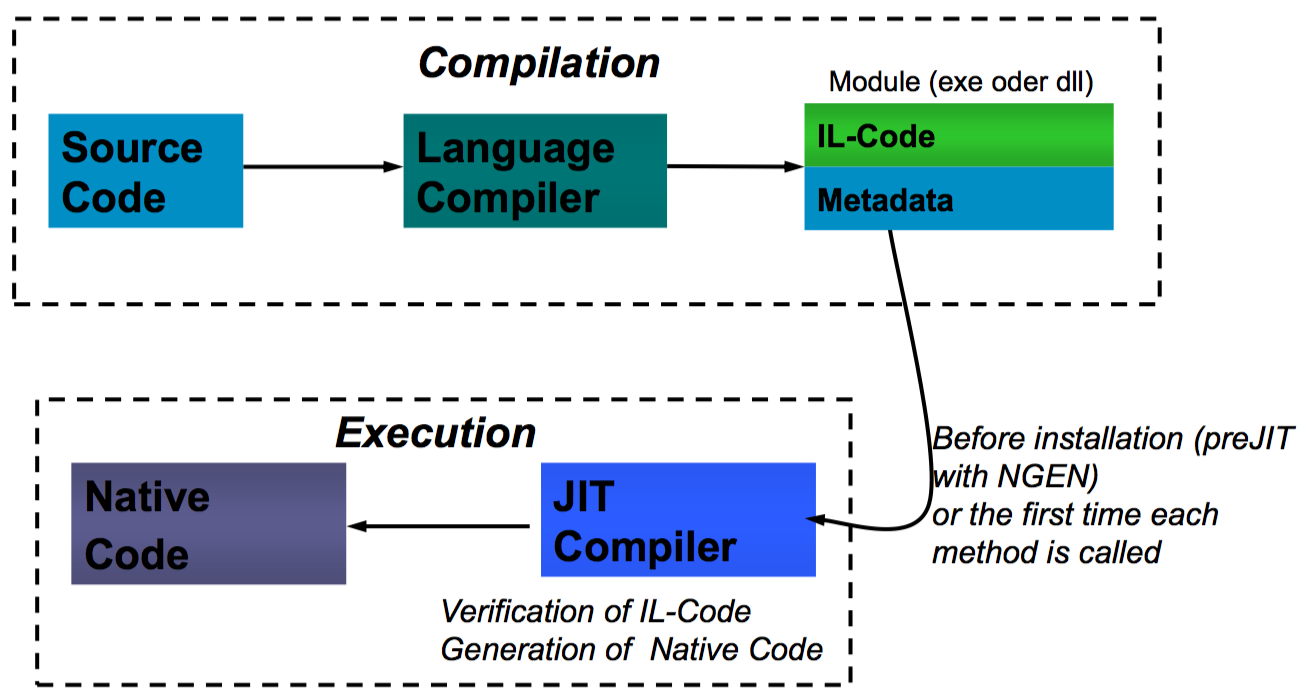 Compilation
Module (exe oder dll)
Source
Code
Language
Compiler
IL-Code
Metadata
Execution
Native
Code
JIT
Compiler
Before installation (preJIT
with NGEN)
or the first time each
method is called
Verification of IL-Code
Generation of  Native Code